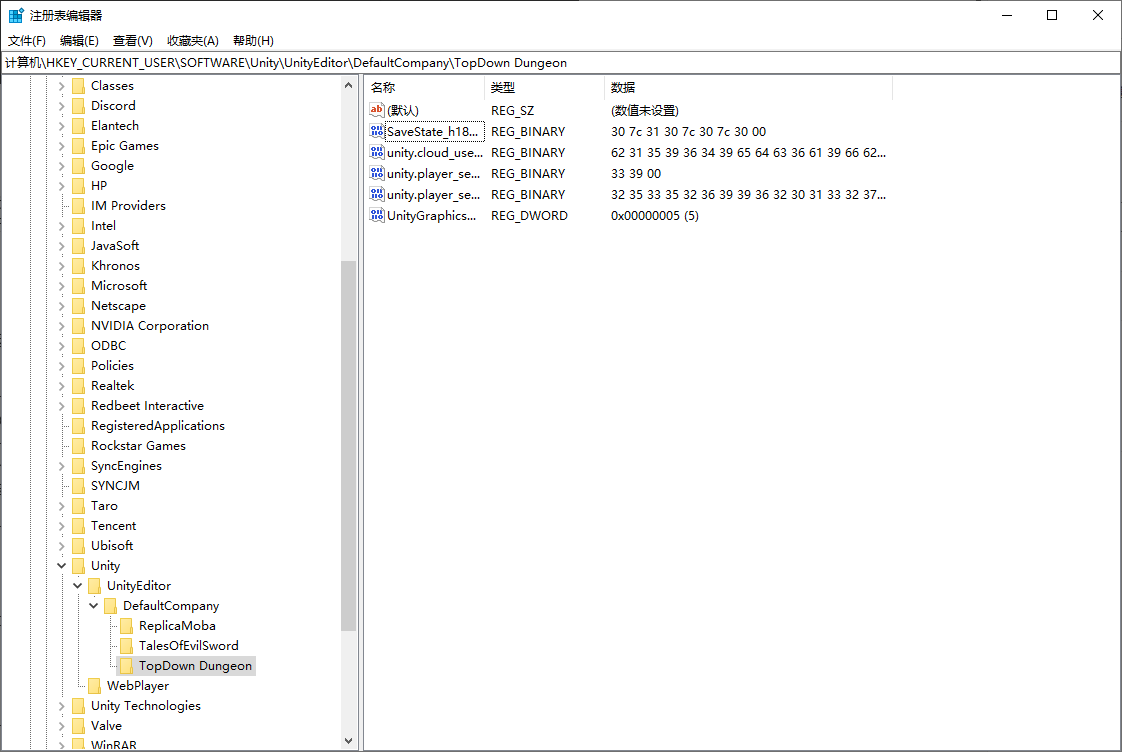 注册表编辑器
文件(F) 编辑(E) 查看(V) 收藏夹(A) 帮助(H)
计算机\HKEY_CURRENT_USER\SOFTWARE\Unity\UnityEditor\DefaultCompany\TopDown Dungeon
Classes
Discord
Elantech
Epic Games
Google
HP
IM Providers
Intel
JavaSoft
Khronos
Microsoft
Netscape
NVIDIA Corporation
ODBC
Policies
Realtek
Redbeet Interactive
RegisteredApplications
Rockstar Games
SyncEngines
SYNCJM
Taro
Tencent
Ubisoft
Unity
UnityEditor
DefaultCompany
ReplicaMoba
TalesOfEvilSword
TopDown Dungeon
WebPlayer
Unity Technologies
Valve
WinRAR
名称 类型 数据
ab (默认) REG_SZ (数值未设置)
SaveState_h18... REG_BINARY 30 7c 31 30 7c 30 7c 30 00
unity.cloud_use... REG_BINARY 62 31 35 39 36 34 39 65 64 63 36 61 39 66 62...
unity.player_se... REG_BINARY 33 39 00
unity.player_se... REG_BINARY 32 35 33 35 32 36 39 39 36 32 30 31 33 32 37...
UnityGraphics... REG_DWORD 0x00000005 (5)